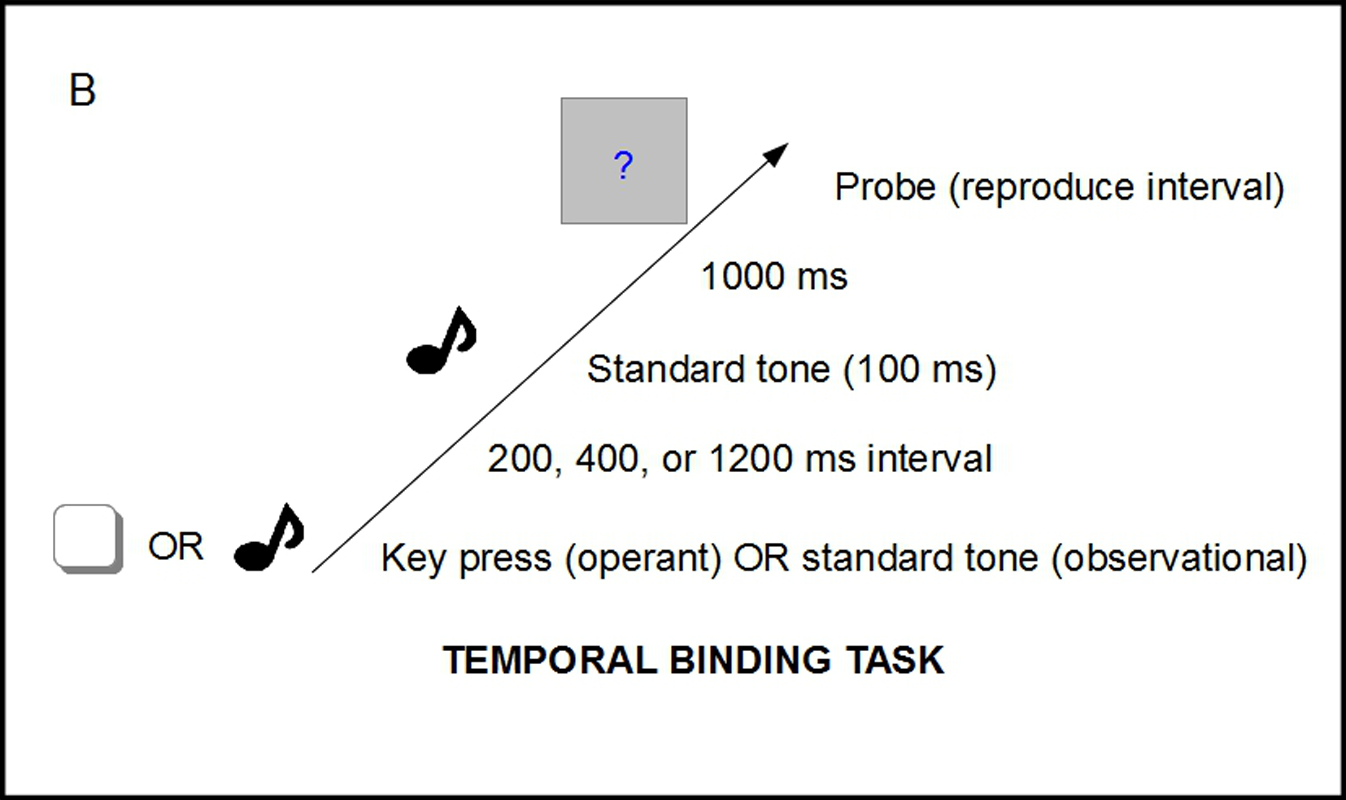 B
?
Probe (reproduce interval)
1000 ms
Standard tone (100 ms)
200, 400, or 1200 ms interval
OR
Key press (operant) OR standard tone (observational)
TEMPORAL BINDING TASK